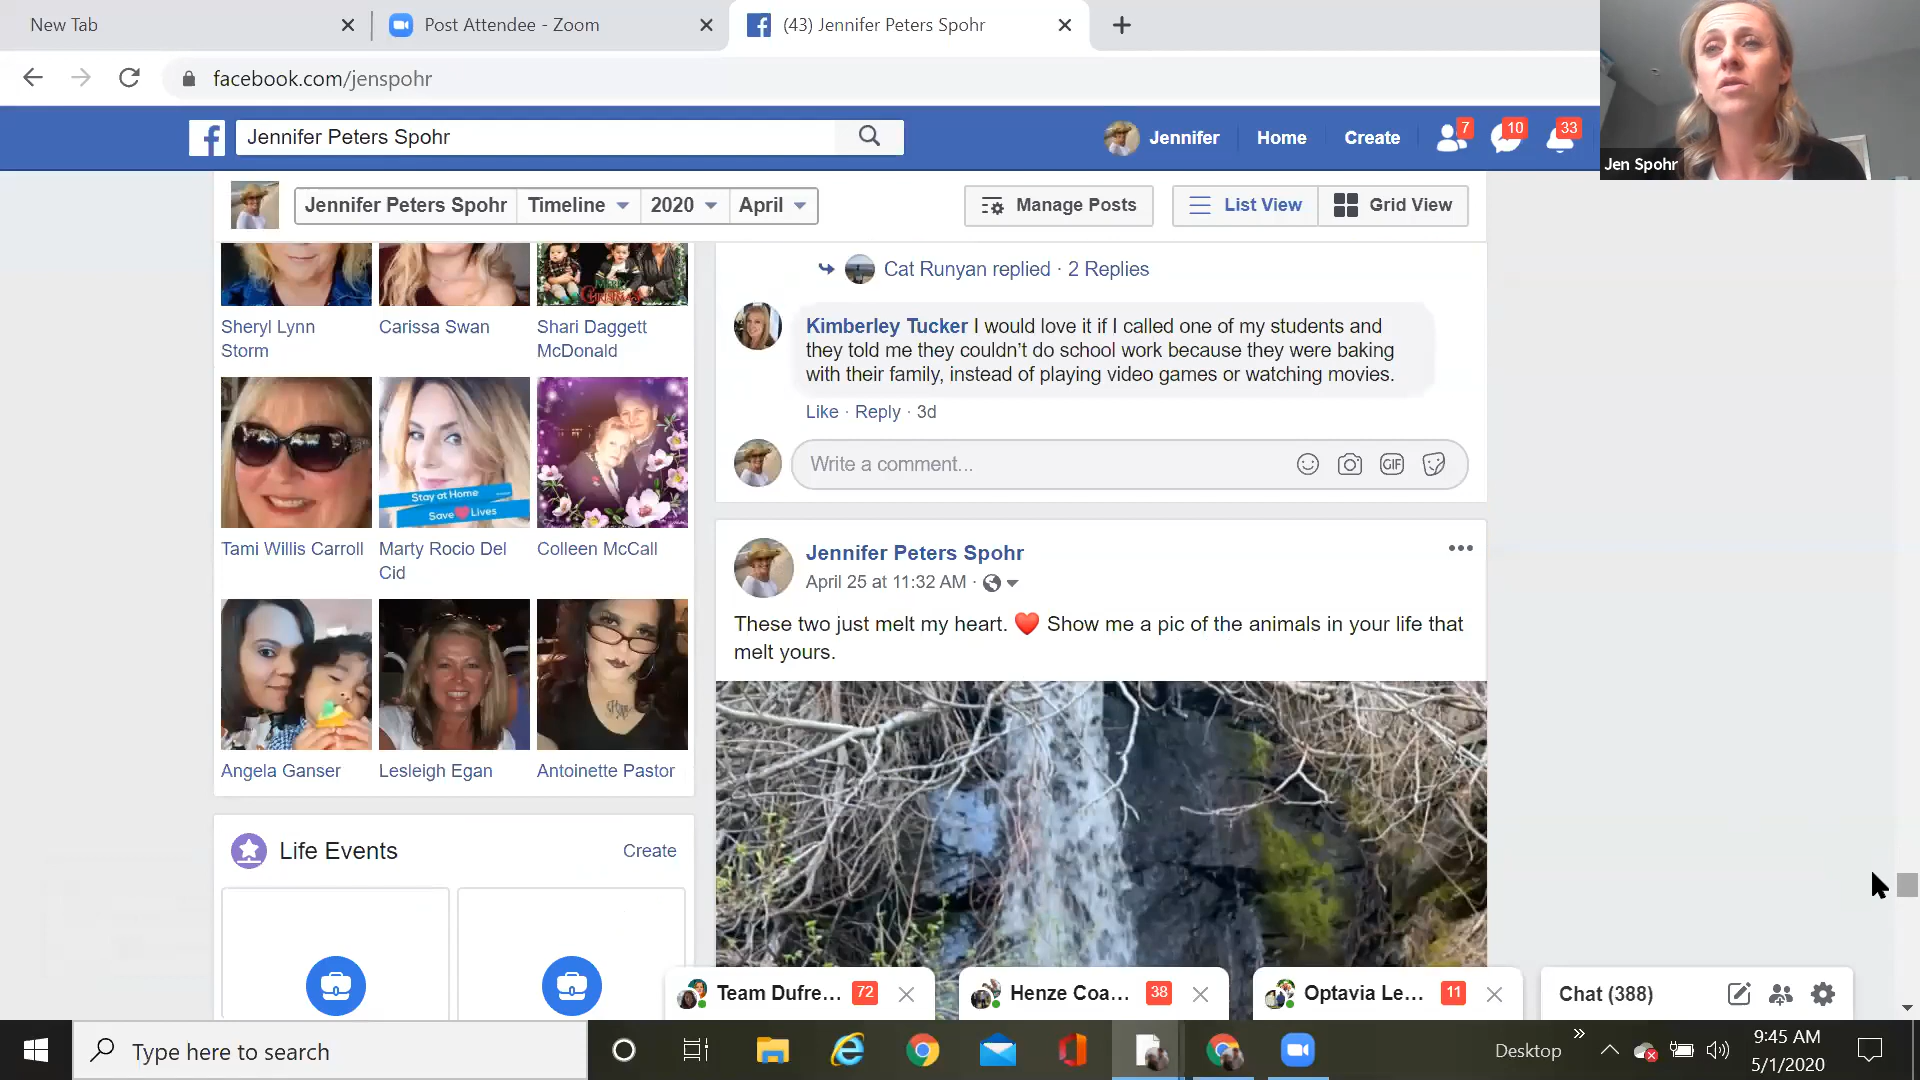 New Tab
Post Attendee - Zoom
(43) Jennifer Peters Spohr
facebook.com/jenspohr
Jennifer Peters Spohr
Jennifer
Home
Create
7
10
33
Jen Spohr
Jennifer Peters Spohr
Timeline
2020
April
Manage Posts
List View
Grid View
Sheryl Lynn
Storm
Carissa Swan
Shari Daggett
McDonald
Stay at Home
Save Lives
Tami Willis Carroll
Marty Rocio Del
Cid
Colleen McCall
Angela Ganser
Lesleigh Egan
Antoinette Pastor
Life Events
Create
Cat Runyan replied · 2 Replies
Kimberley Tucker I would love it if I called one of my students and
they told me they couldn't do school work because they were baking
with their family, instead of playing video games or watching movies.
Like · Reply · 3d
Write a comment...
GIF
Jennifer Peters Spohr
April 25 at 11:32 AM ·
These two just melt my heart. ❤️ Show me a pic of the animals in your life that
melt yours.
Team Dufre... 72
Henze Coa... 38
Optavia Le... 11
Chat (388)
Type here to search
Desktop
9:45 AM
5/1/2020